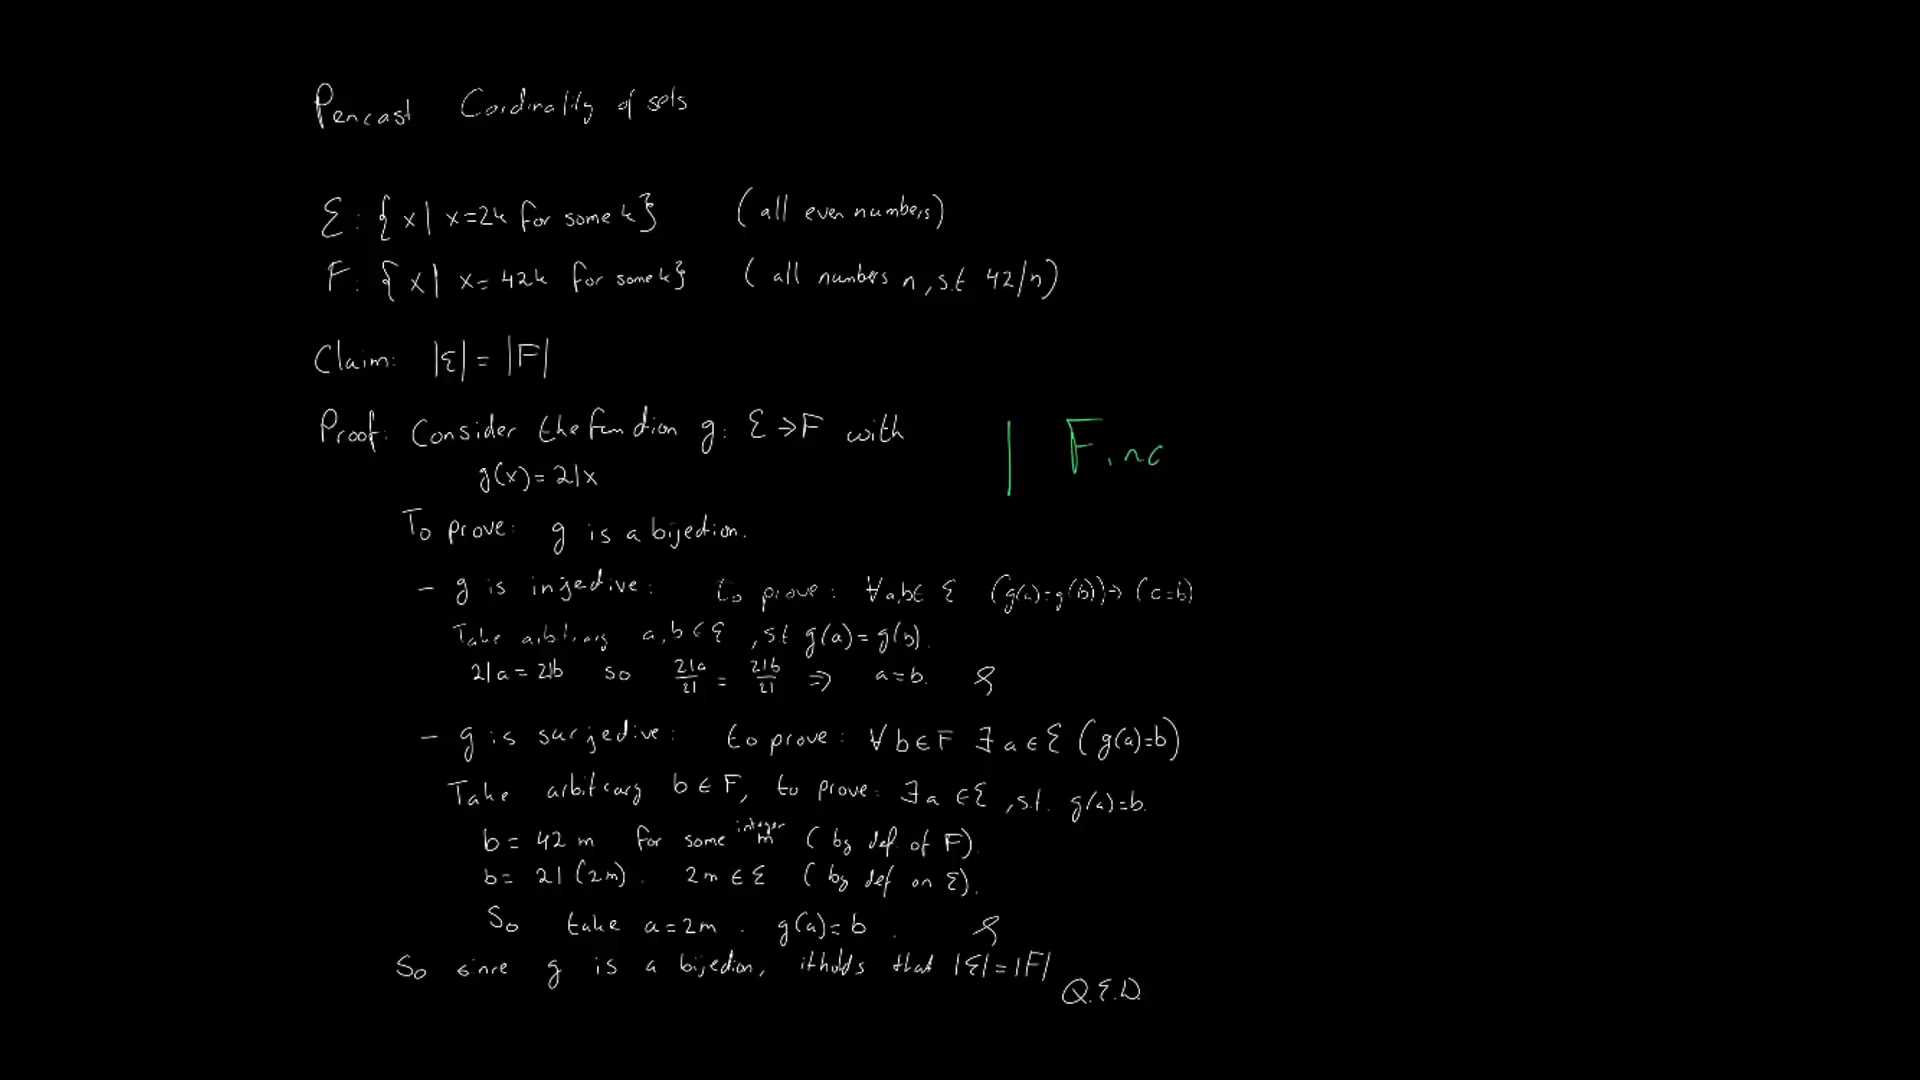 Pencast Cardinality of sets
E: {x | x=2k for some k} (all even numbers)
F: {x | x=42k for some k} (all numbers n, s.t 42/n)
Claim: |E| = |F|
Proof: Consider the function g: E → F with
g(x) = 21x
| Finc
To prove: g is a bijection.
- g is injective: to prove: ∀a,b ∈ E (g(a)=g(b)) → (a=b)
Take arbitrary a,b ∈ E, st g(a) = g(b).
21a = 21b so 21a/21 = 21b/21 ⇒ a=b.
- g is surjective: to prove: ∀ b ∈ F ∃ a ∈ E (g(a)=b)
Take arbitrary b ∈ F, to prove: ∃a ∈ E, s.t. g(a)=b.
b = 42 m for some integer m (by def. of F).
b = 21 (2m). 2m ∈ E (by def on E).
So take a = 2m. g(a) = b.
So since g is a bijection, it holds that |E| = |F|
Q.E.D.